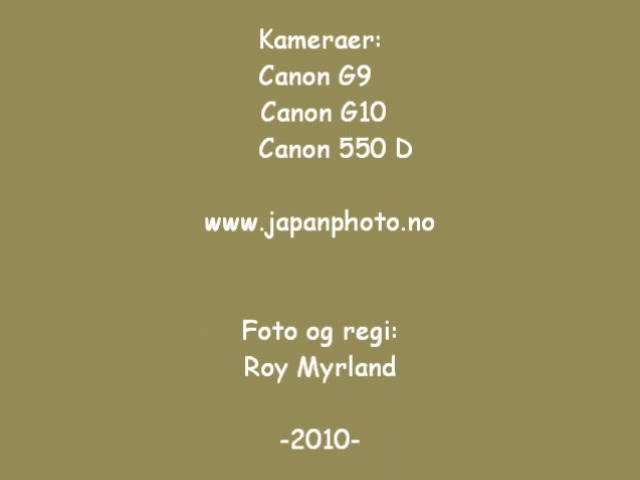 Kameraer:
Canon G9
Canon G10
Canon 550 D
www.japanphoto.no
Foto og regi:
Roy Myrland
-2010-